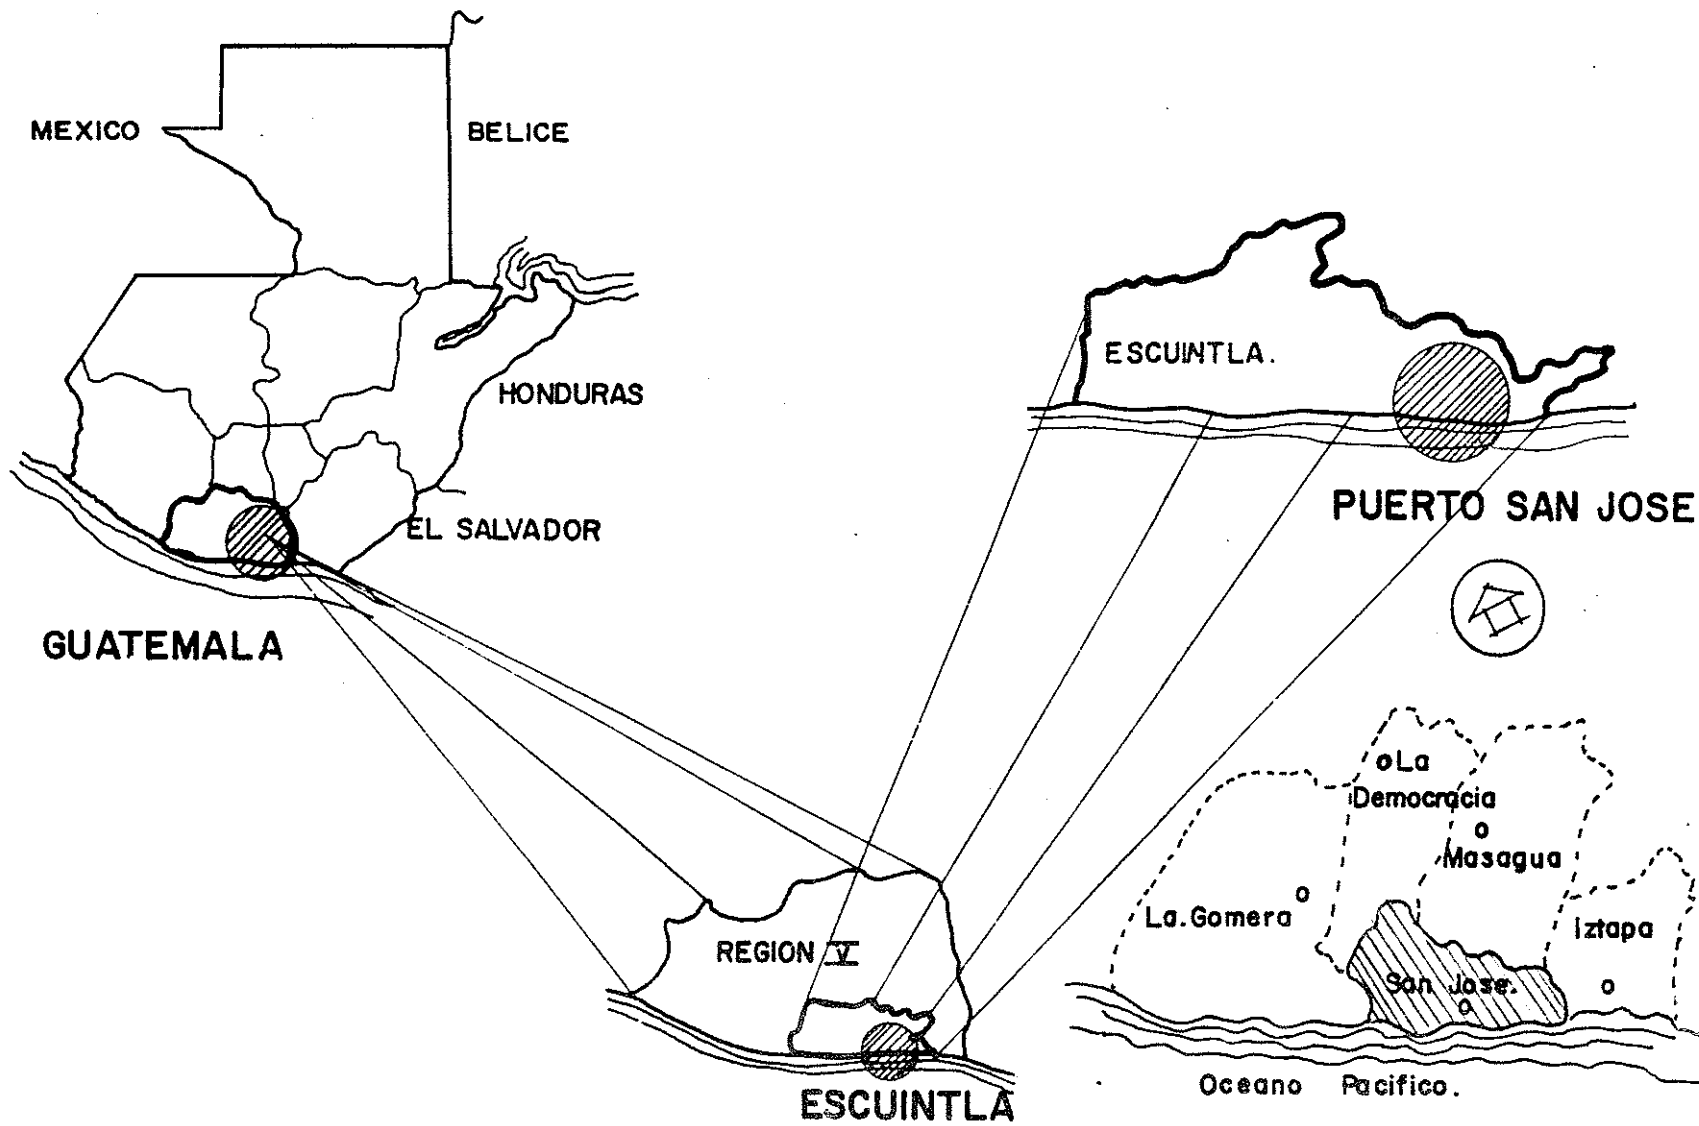 MEXICO
BELICE
HONDURAS
EL SALVADOR
GUATEMALA
ESCUINTLA.
PUERTO SAN JOSE
oLa
Democracia
Masagua
La.Gomera
Iztapa
San Jose.
Oceano Pacifico.
REGION V
ESCUINTLA